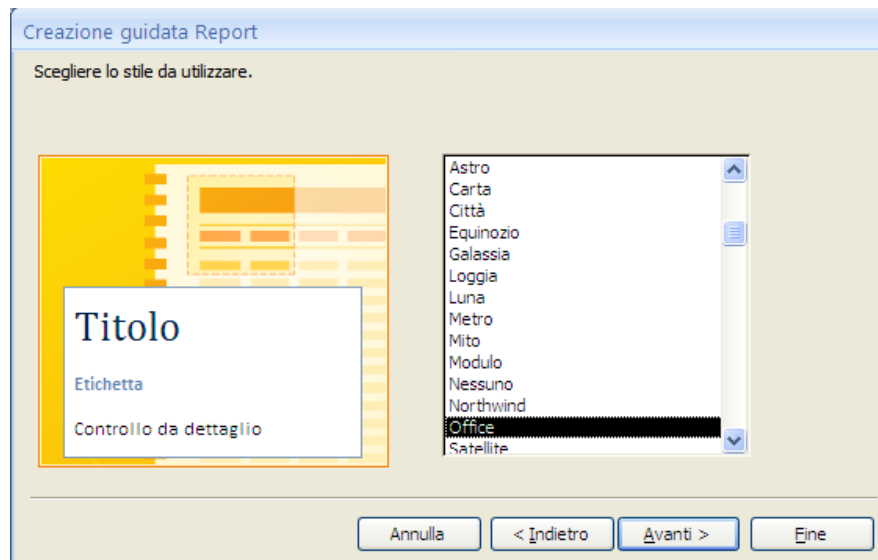 Creazione guidata Report
Scegliere lo stile da utilizzare.
Titolo
Etichetta
Controllo da dettaglio
Astro
Carta
Città
Equinozio
Galassia
Loggia
Luna
Metro
Mito
Modulo
Nessuno
Northwind
Office
Satellite
Annulla
< Indietro
Avanti >
Fine